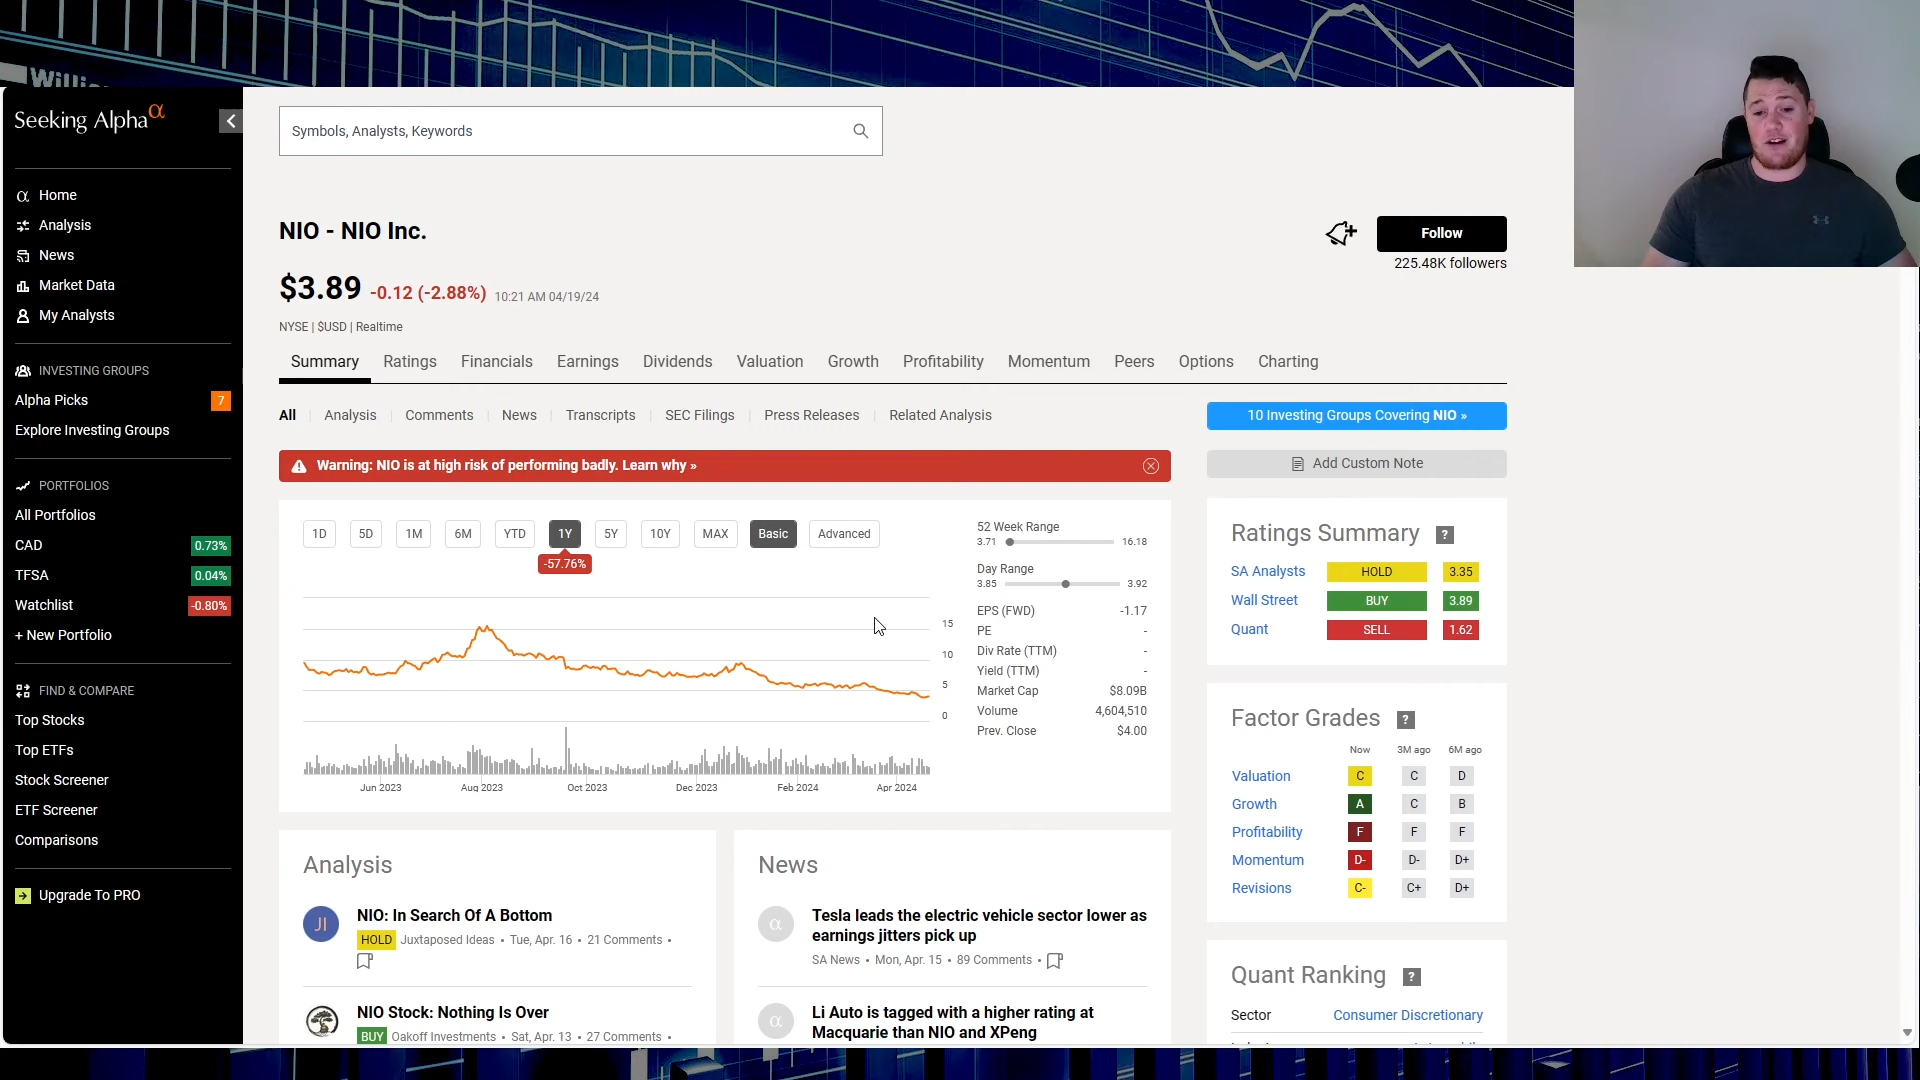 Willi
Seeking Alpha α
Symbols, Analysts, Keywords
Home
Analysis
News
Market Data
My Analysts
INVESTING GROUPS
Alpha Picks 7
Explore Investing Groups
PORTFOLIOS
All Portfolios
CAD 0.73%
TFSA 0.04%
Watchlist -0.80%
+ New Portfolio
FIND & COMPARE
Top Stocks
Top ETFs
Stock Screener
ETF Screener
Comparisons
Upgrade To PRO
NIO - NIO Inc.
Follow
225.48K followers
$3.89 -0.12 (-2.88%) 10:21 AM 04/19/24
NYSE | $USD | Realtime
Summary Ratings Financials Earnings Dividends Valuation Growth Profitability Momentum Peers Options Charting
All | Analysis | Comments | News | Transcripts | SEC Filings | Press Releases | Related Analysis
10 Investing Groups Covering NIO »
Warning: NIO is at high risk of performing badly. Learn why »
Add Custom Note
1D 5D 1M 6M YTD 1Y 5Y 10Y MAX Basic Advanced
-57.76%
15
10
5
0
Jun 2023 Aug 2023 Oct 2023 Dec 2023 Feb 2024 Apr 2024
52 Week Range
3.71 16.18
Day Range
3.85 3.92
EPS (FWD) -1.17
PE -
Div Rate (TTM) -
Yield (TTM) -
Market Cap $8.09B
Volume 4,604,510
Prev. Close $4.00
Ratings Summary ?
SA Analysts HOLD 3.35
Wall Street BUY 3.89
Quant SELL 1.62
Factor Grades ?
Now 3M ago 6M ago
Valuation C C D
Growth A C B
Profitability F F F
Momentum D- D- D+
Revisions C- C+ D+
Quant Ranking ?
Sector Consumer Discretionary
Analysis
JI
NIO: In Search Of A Bottom
HOLD Juxtaposed Ideas • Tue, Apr. 16 • 21 Comments •
NIO Stock: Nothing Is Over
BUY Oakoff Investments • Sat, Apr. 13 • 27 Comments •
News
α
Tesla leads the electric vehicle sector lower as
earnings jitters pick up
SA News • Mon, Apr. 15 • 89 Comments •
α
Li Auto is tagged with a higher rating at
Macquarie than NIO and XPeng